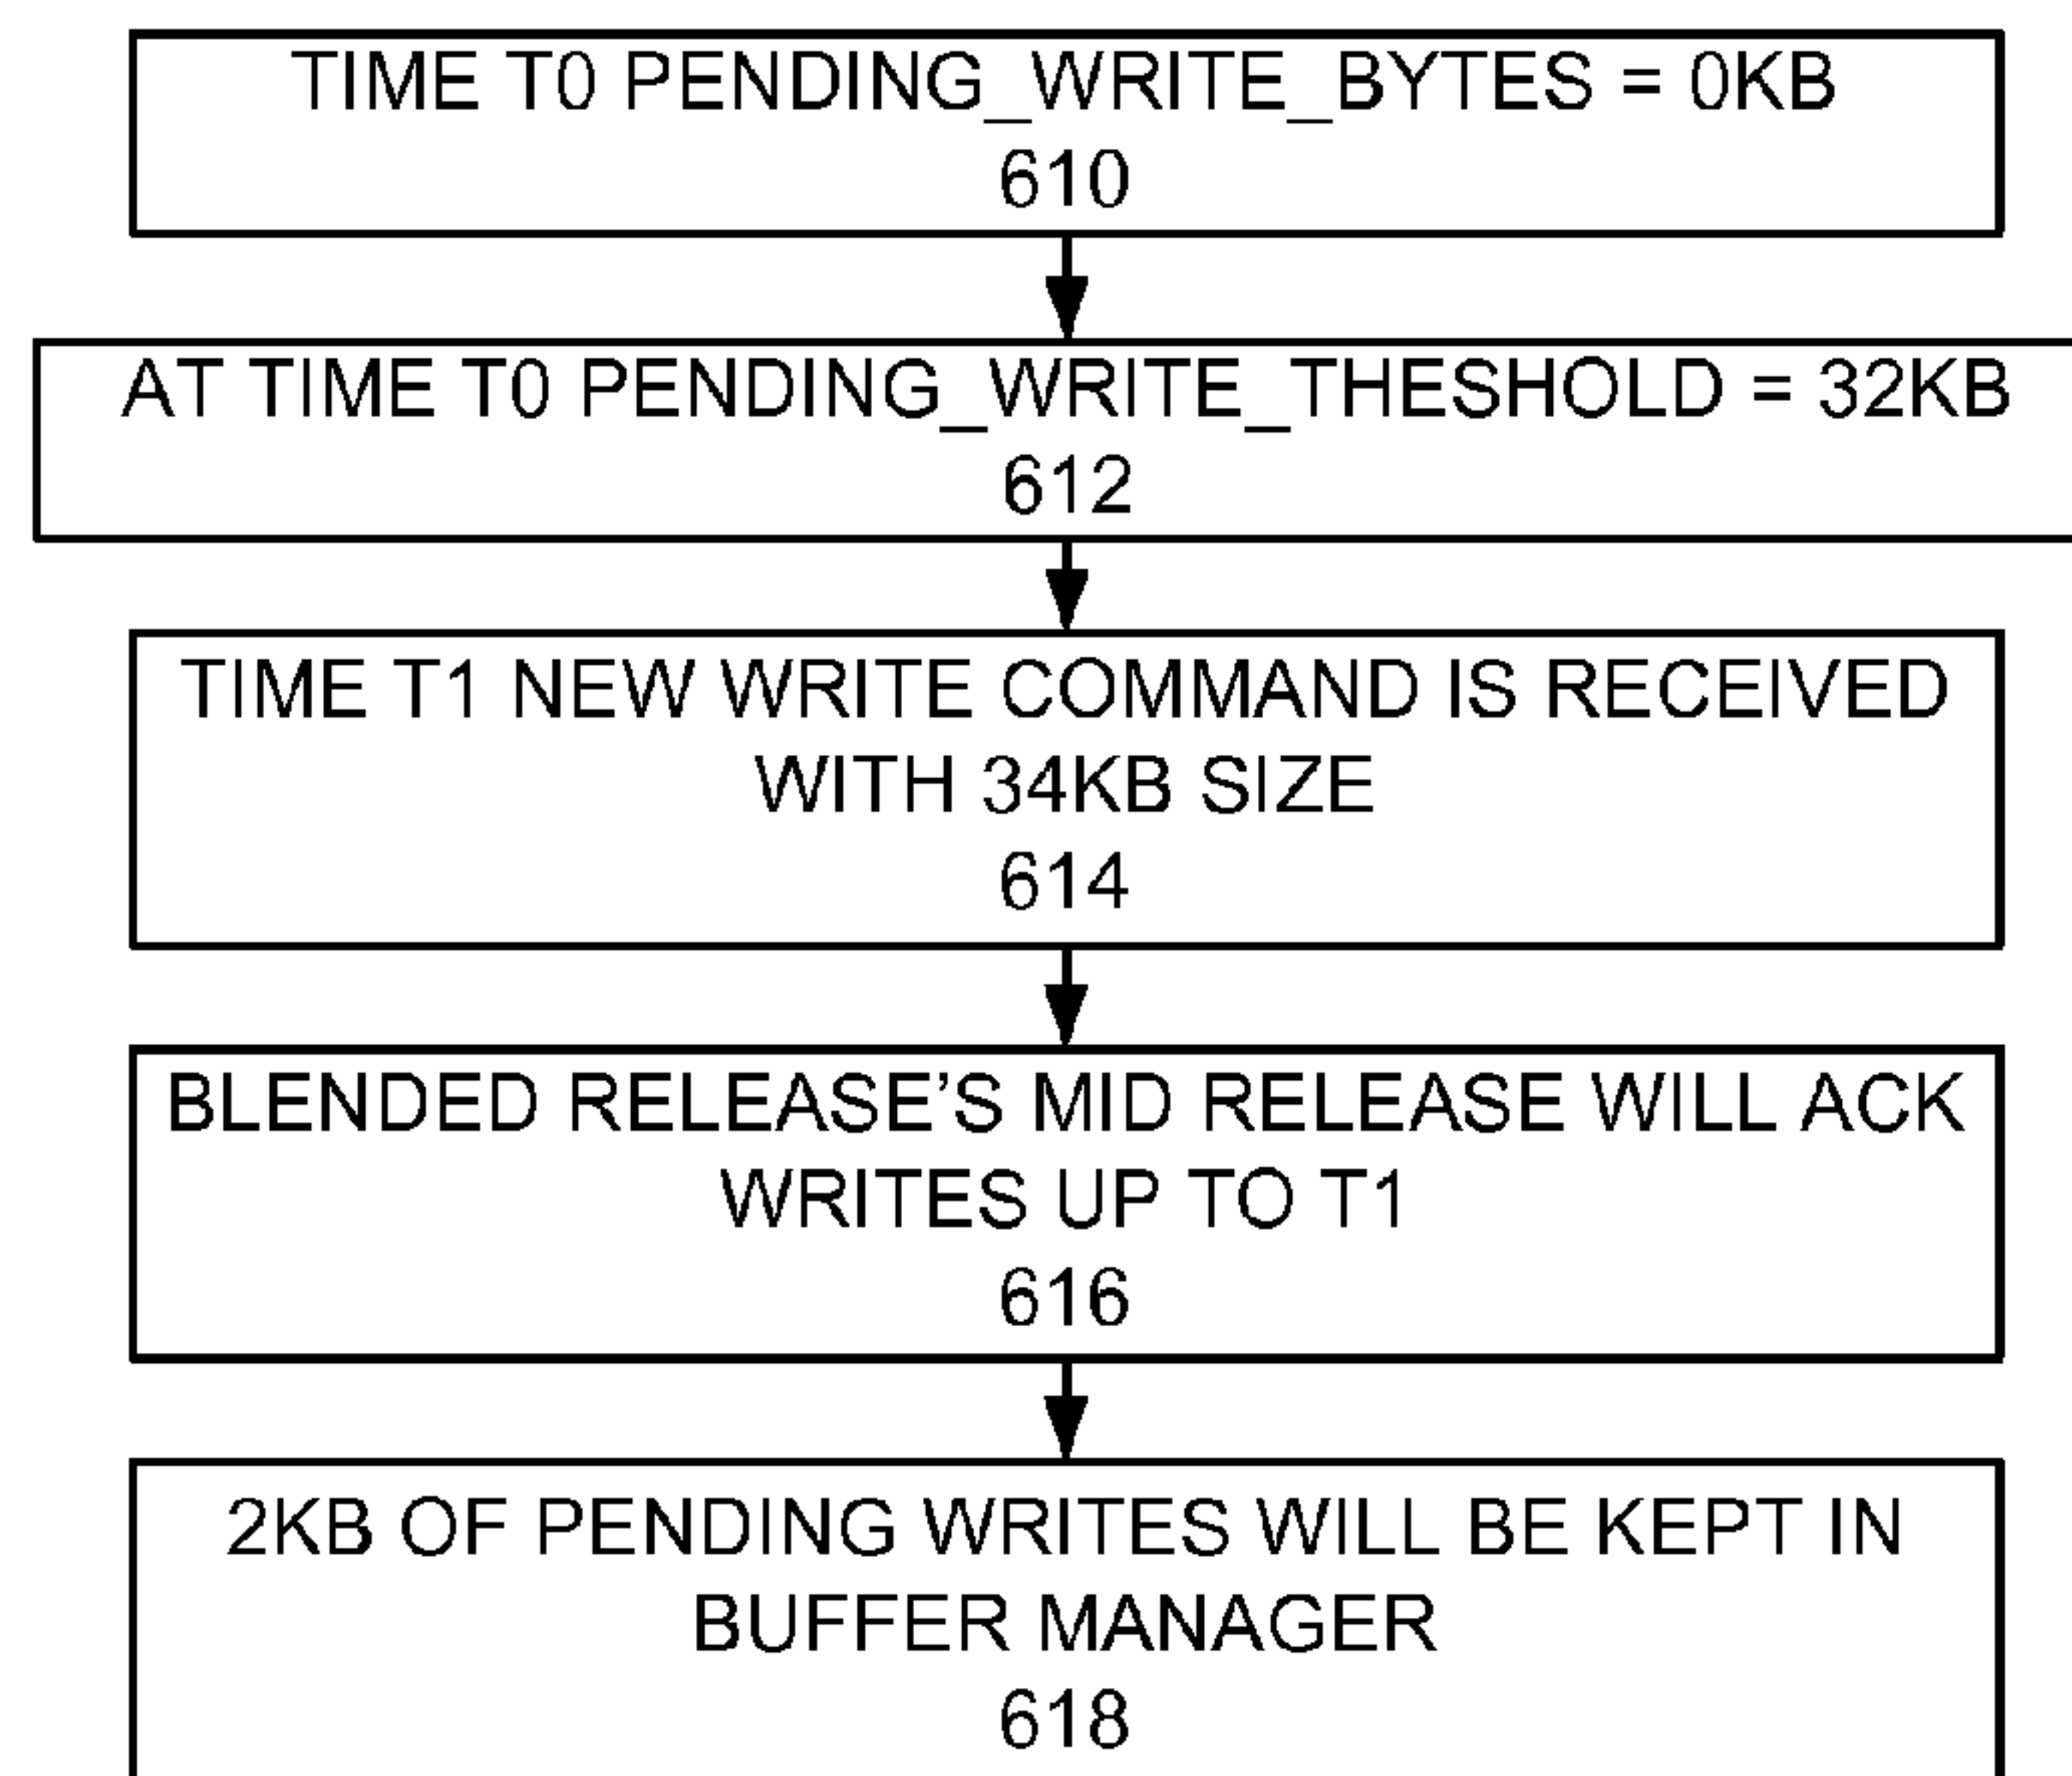 TIME T0 PENDING_WRITE_BYTES = 0KB
610
AT TIME T0 PENDING_WRITE_THESHOLD = 32KB
612
TIME T1 NEW WRITE COMMAND IS RECEIVED
WITH 34KB SIZE
614
BLENDED RELEASE’S MID RELEASE WILL ACK
WRITES UP TO T1
616
2KB OF PENDING WRITES WILL BE KEPT IN
BUFFER MANAGER
618